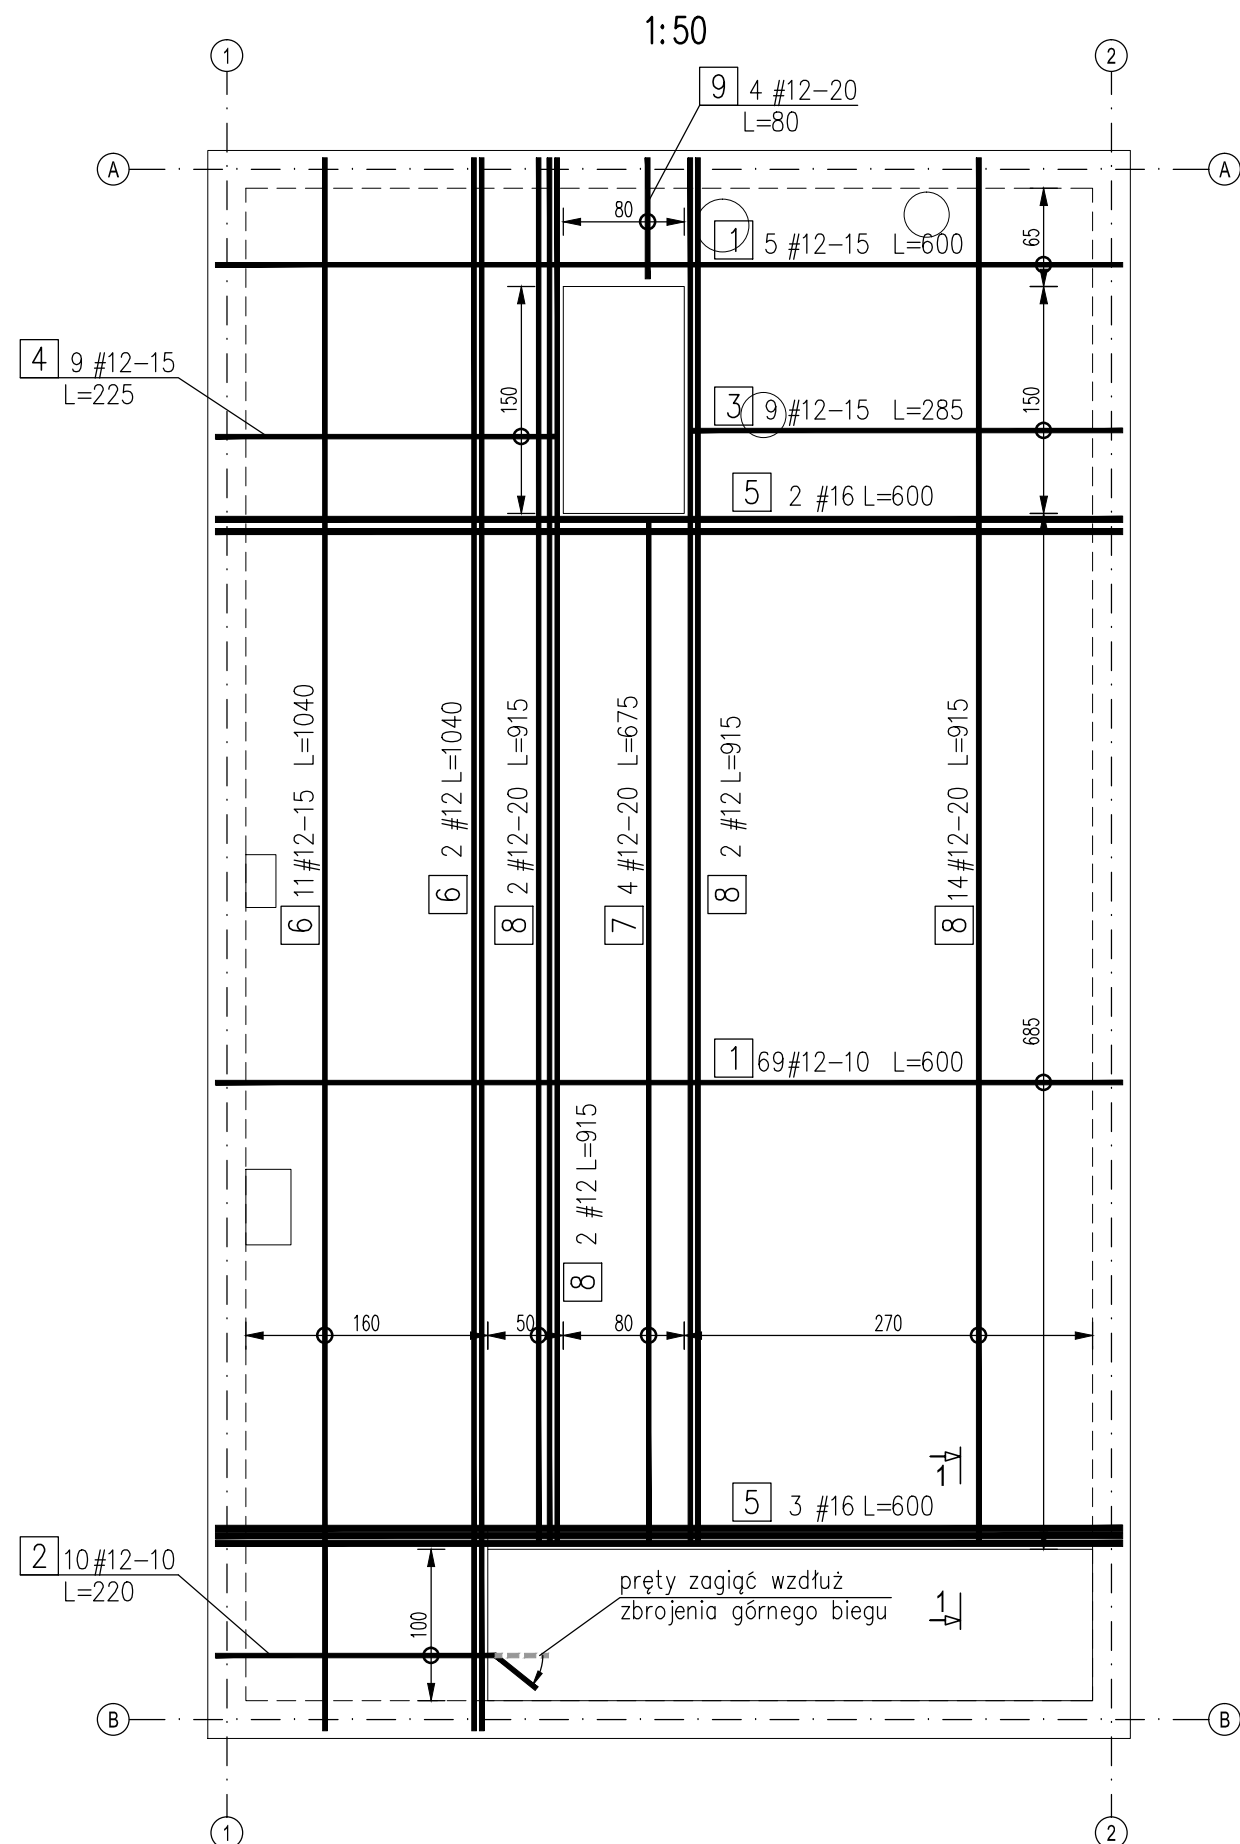 1:50
1
2
9 4 #12-20
L=80
A
A
80
1 5 #12-15 L=600
65
4 9 #12-15
L=225
150
3 9 #12-15 L=285
150
5 2 #16 L=600
6 11#12-15 L=1040
6 2 #12 L=1040
8 2 #12-20 L=915
7 4 #12-20 L=675
8 2 #12 L=915
8 14#12-20 L=915
685
1 69#12-10 L=600
8 2 #12 L=915
160
50
80
270
1
5 3 #16 L=600
2 10#12-10
L=220
100
pręty zagiąć wzdłuż
zbrojenia górnego biegu
1
B
B
1
2